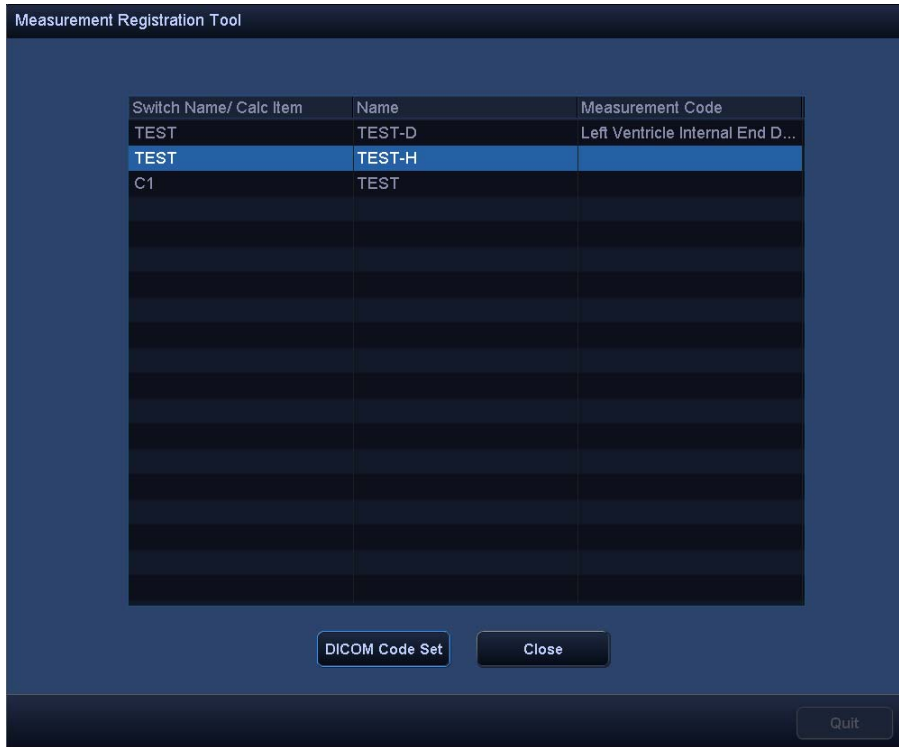 Measurement Registration Tool
Switch Name/ Calc Item Name Measurement Code
TEST TEST-D Left Ventricle Internal End D...
TEST TEST-H
C1 TEST
DICOM Code Set Close
Quit